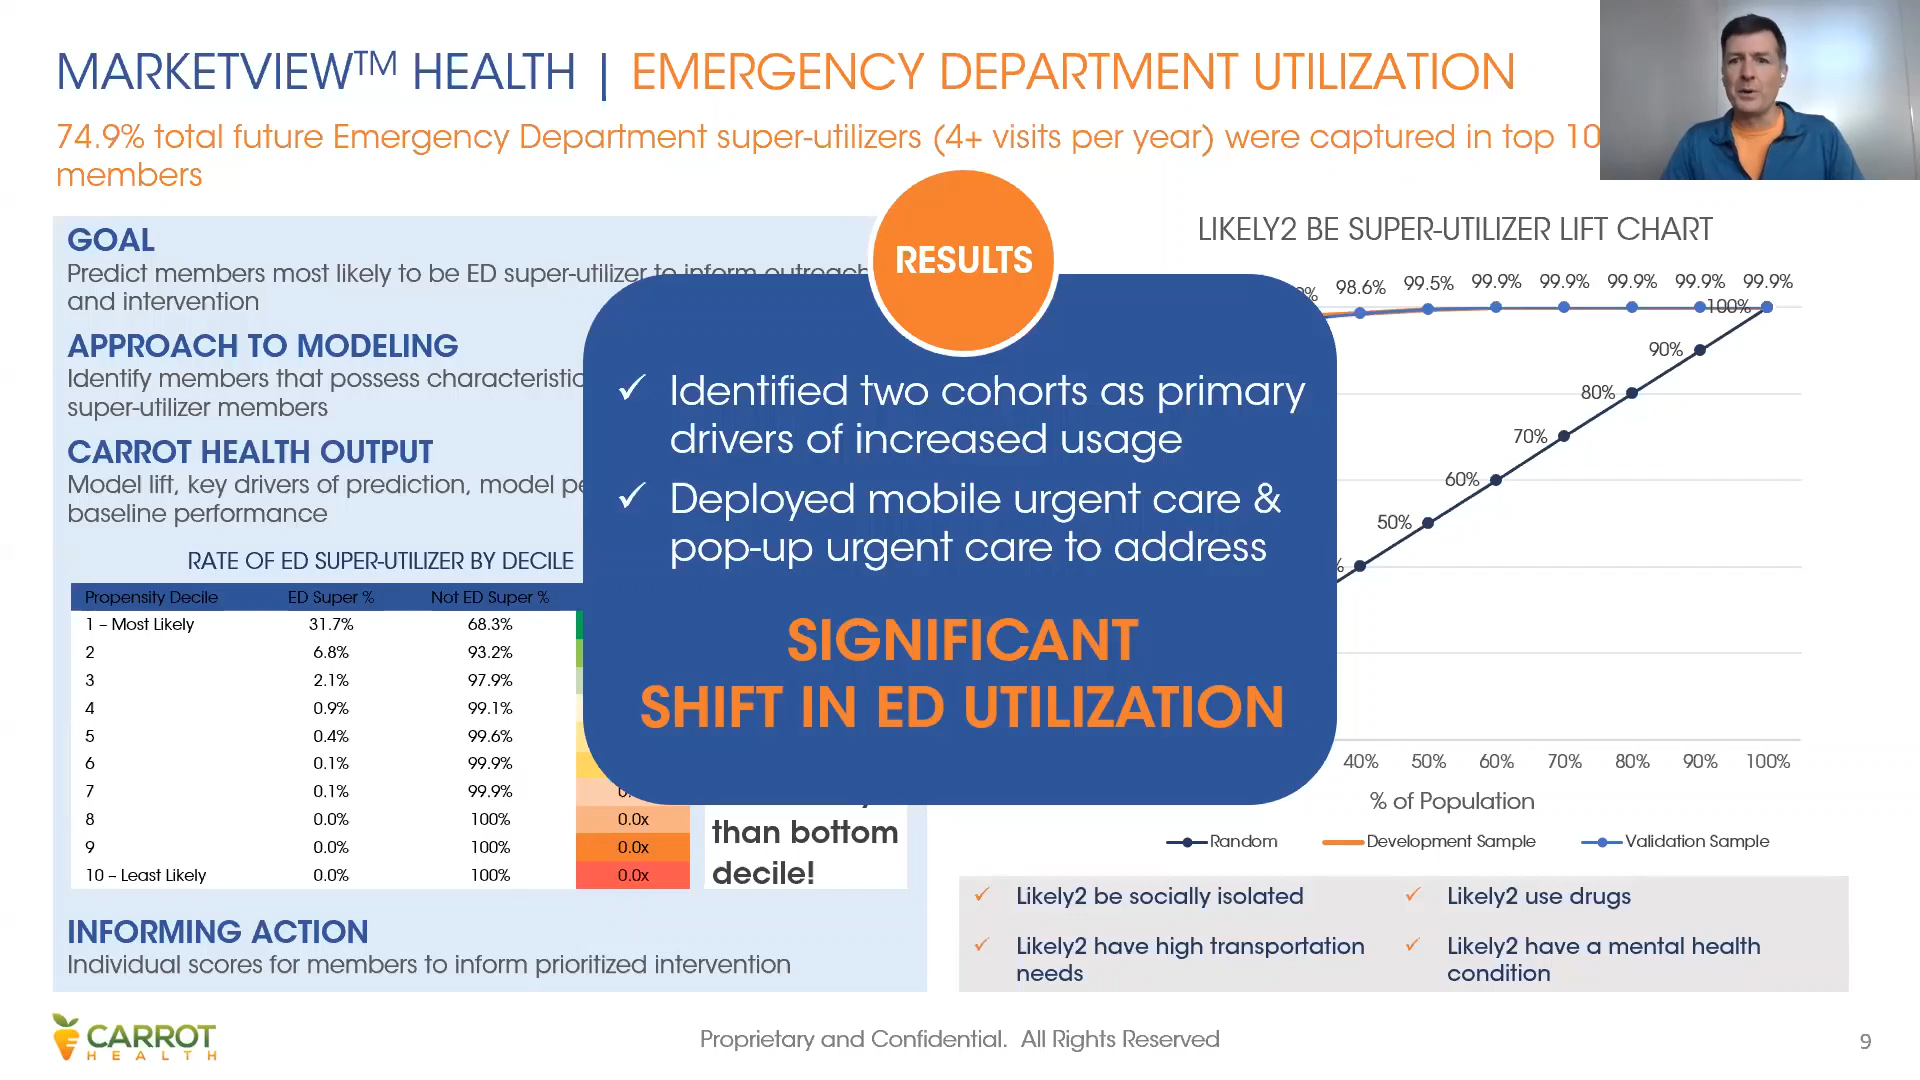 MARKETVIEW™ HEALTH | EMERGENCY DEPARTMENT UTILIZATION
74.9% total future Emergency Department super-utilizers (4+ visits per year) were captured in top 10
members
GOAL
Predict members most likely to be ED super-utilizer to inform outreach
and intervention
APPROACH TO MODELING
Identify members that possess
super-utilizer members
CARROT HEALTH OUTPUT
Model lift, key drivers of prediction, model
baseline performance
RATE OF ED SUPER-UTILIZER BY DECILE
Propensity Decile ED Super % Not ED Super %
1 – Most Likely 31.7% 68.3%
2 6.8% 93.2%
3 2.1% 97.9%
4 0.9% 99.1%
5 0.4% 99.6%
6 0.1% 99.9%
7 0.1% 99.9%
8 0.0% 100% 0.0x
9 0.0% 100% 0.0x
10 – Least Likely 0.0% 100% 0.0x
than bottom
decile!
INFORMING ACTION
Individual scores for members to inform prioritized intervention
RESULTS
✓ Identified two cohorts as primary
drivers of increased usage
✓ Deployed mobile urgent care &
pop-up urgent care to address
SIGNIFICANT
SHIFT IN ED UTILIZATION
LIKELY2 BE SUPER-UTILIZER LIFT CHART
98.6% 99.5% 99.9% 99.9% 99.9% 99.9% 99.9%
100%
90%
80%
70%
60%
50%
40% 50% 60% 70% 80% 90% 100%
% of Population
Random Development Sample Validation Sample
✓ Likely2 be socially isolated
✓ Likely2 have high transportation
needs
✓ Likely2 use drugs
✓ Likely2 have a mental health
condition
CARROT
HEALTH
Proprietary and Confidential. All Rights Reserved
9